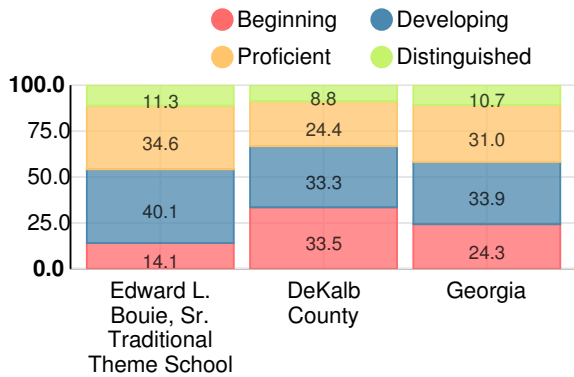 Beginning Developing
Proficient Distinguished
100.0
75.0
50.0
25.0
0.0
11.3 8.8 10.7
34.6 24.4 31.0
40.1 33.3 33.9
14.1 33.5 24.3
Edward L.
Bouie, Sr.
Traditional
Theme School
DeKalb
County
Georgia